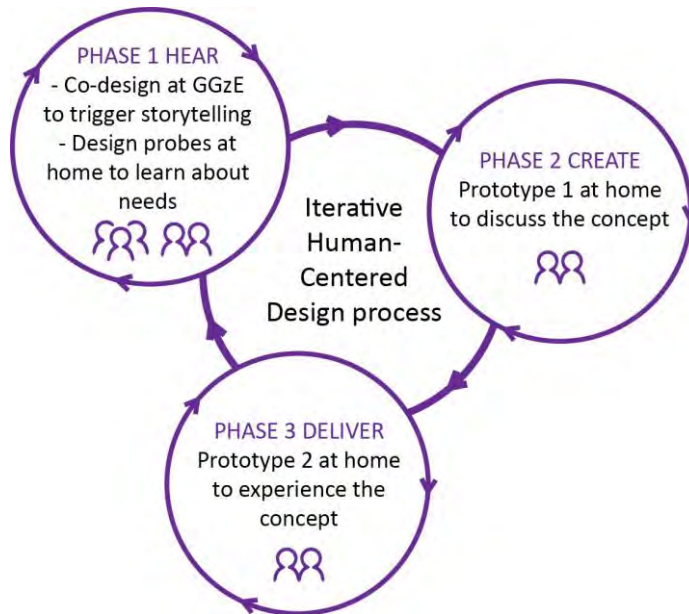 PHASE 1 HEAR
- Co-design at GGzE
to trigger storytelling
- Design probes at
home to learn about
needs
PHASE 2 CREATE
Prototype 1 at home
to discuss the concept
Iterative
Human-
Centered
Design process
PHASE 3 DELIVER
Prototype 2 at home
to experience the
concept